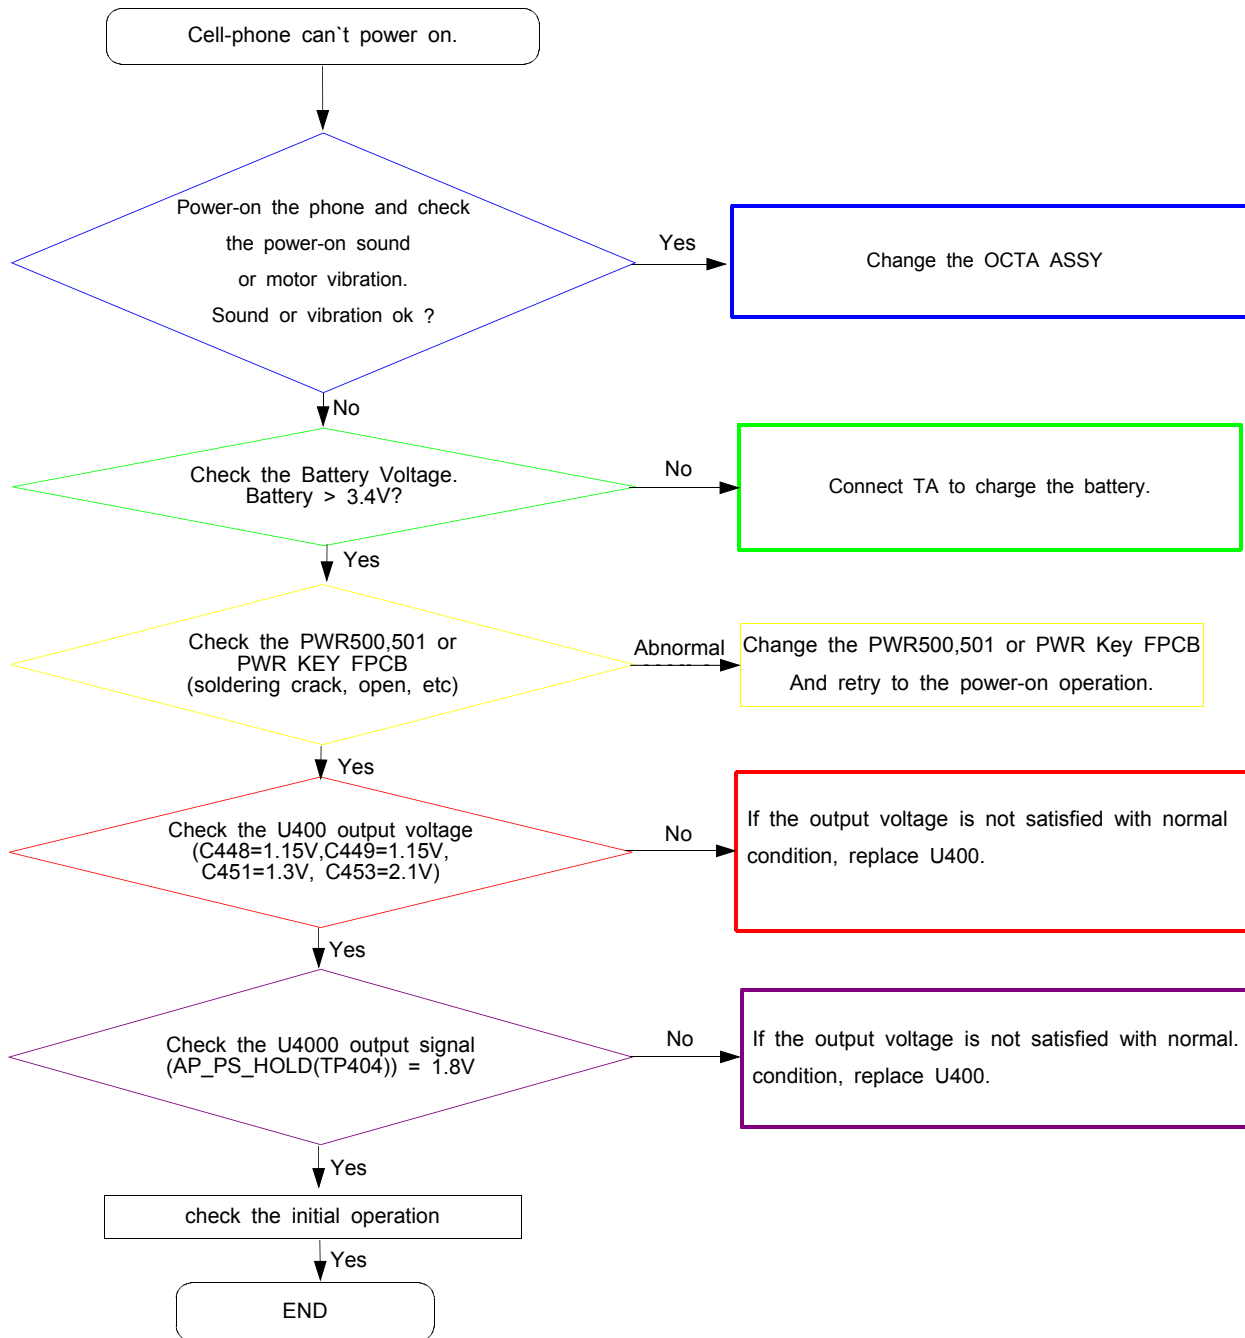 Cell-phone can`t power on.
Power-on the phone and check
the power-on sound
or motor vibration.
Sound or vibration ok ?
Yes
Change the OCTA ASSY
No
Check the Battery Voltage.
Battery > 3.4V?
No
Connect TA to charge the battery.
Yes
Check the PWR500,501 or
PWR KEY FPCB
(soldering crack, open, etc)
Abnormal
Change the PWR500,501 or PWR Key FPCB
And retry to the power-on operation.
Yes
Check the U400 output voltage
(C448=1.15V,C449=1.15V,
C451=1.3V, C453=2.1V)
No
If the output voltage is not satisfied with normal
condition, replace U400.
Yes
Check the U4000 output signal
(AP_PS_HOLD(TP404)) = 1.8V
No
If the output voltage is not satisfied with normal.
condition, replace U400.
Yes
check the initial operation
Yes
END